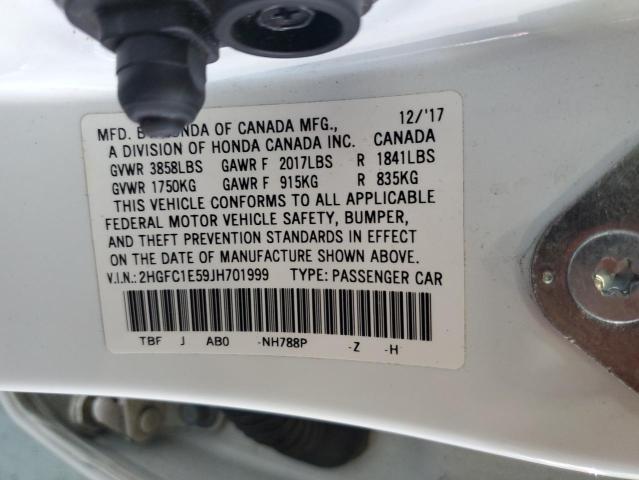 12/'17
MFD. B HONDA OF CANADA MFG., CANADA
A DIVISION OF HONDA CANADA INC.
GVWR 3858LBS GAWR F 2017LBS R 1841LBS
GVWR 1750KG GAWR F 915KG R 835KG
THIS VEHICLE CONFORMS TO ALL APPLICABLE
FEDERAL MOTOR VEHICLE SAFETY, BUMPER,
AND THEFT PREVENTION STANDARDS IN EFFECT
ON THE DATE OF MANUFACTURE SHOWN ABOVE.
V.I.N.:2HGFC1E59JH701999 TYPE:PASSENGER CAR
TBF J AB0 -NH788P -Z -H